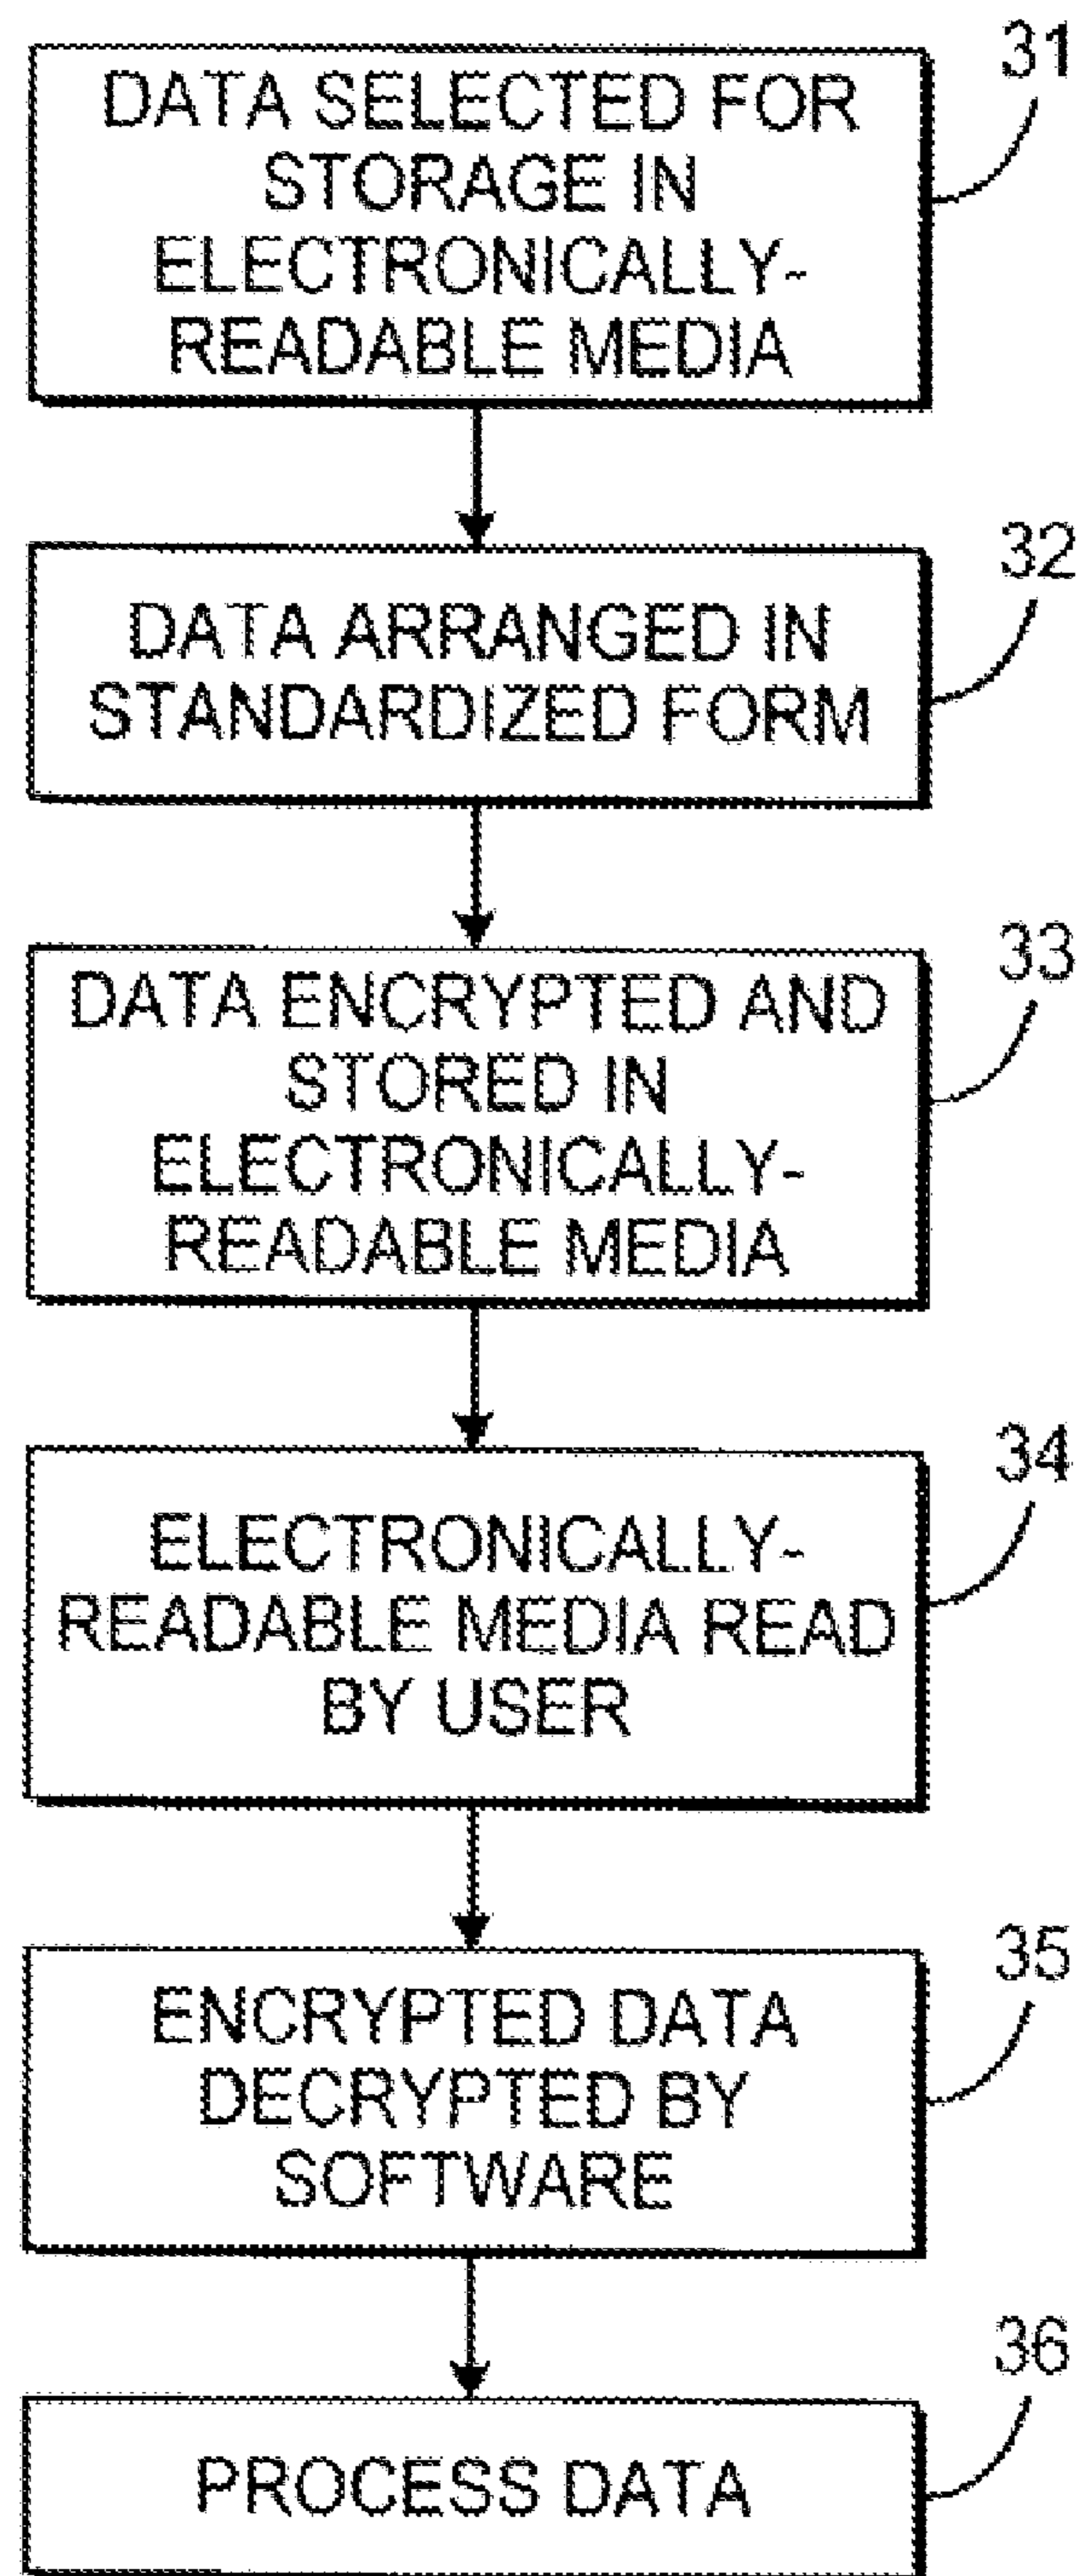 31
DATA SELECTED FOR
STORAGE IN
ELECTRONICALLY-
READABLE MEDIA
32
DATA ARRANGED IN
STANDARDIZED FORM
33
DATA ENCRYPTED AND
STORED IN
ELECTRONICALLY-
READABLE MEDIA
34
ELECTRONICALLY-
READABLE MEDIA READ
BY USER
35
ENCRYPTED DATA
DECRYPTED BY
SOFTWARE
36
PROCESS DATA